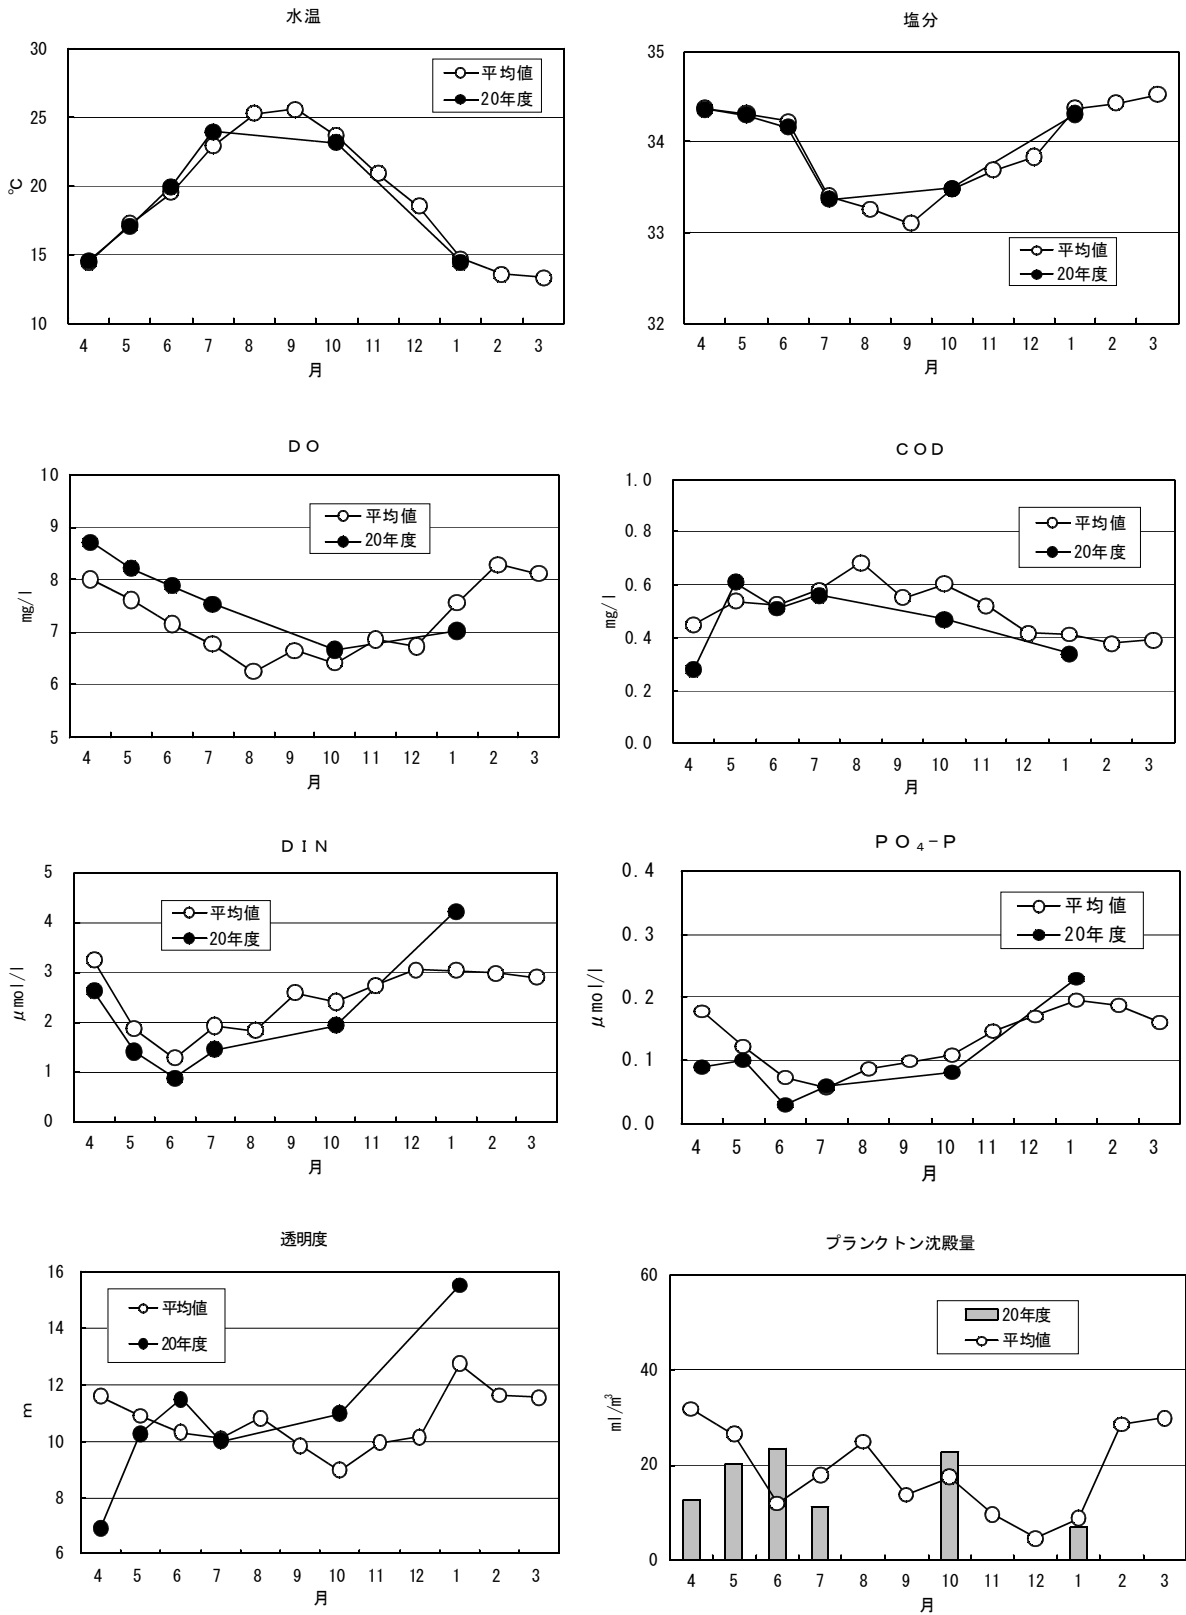 水温
30
25
20
15
10
℃
平均値
20年度
4 5 6 7 8 9 10 11 12 1 2 3
月
塩分
35
34
33
32
平均値
20年度
4 5 6 7 8 9 10 11 12 1 2 3
月
DO
10
9
8
7
6
5
mg/l
平均値
20年度
4 5 6 7 8 9 10 11 12 1 2 3
月
COD
1.0
0.8
0.6
0.4
0.2
0.0
mg/l
平均値
20年度
4 5 6 7 8 9 10 11 12 1 2 3
月
DIN
5
4
3
2
1
0
μmol/l
平均値
20年度
4 5 6 7 8 9 10 11 12 1 2 3
月
PO₄-P
0.4
0.3
0.2
0.1
0.0
μmol/l
平均値
20年度
4 5 6 7 8 9 10 11 12 1 2 3
月
透明度
16
14
12
10
8
6
m
平均値
20年度
4 5 6 7 8 9 10 11 12 1 2 3
月
プランクトン沈殿量
60
40
20
0
ml/m³
20年度
平均値
4 5 6 7 8 9 10 11 12 1 2 3
月